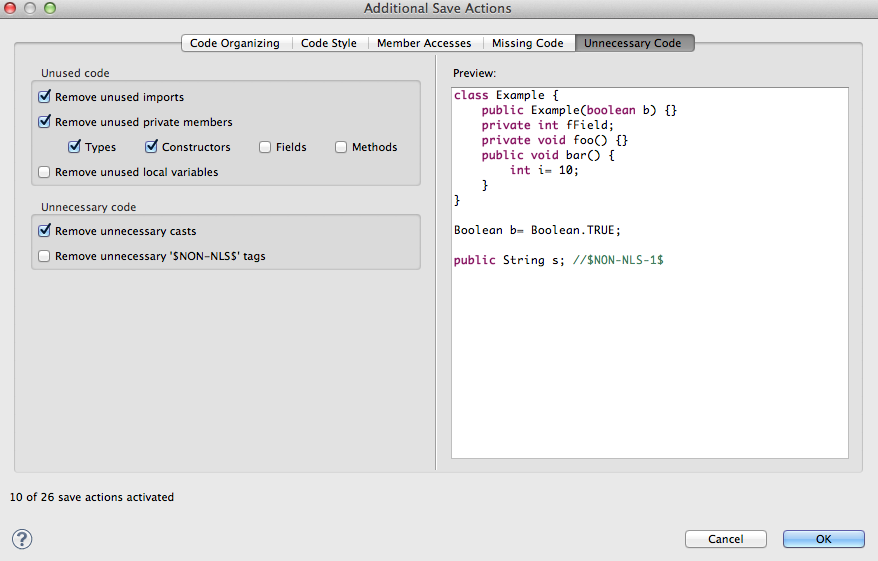 Additional Save Actions
Code Organizing Code Style Member Accesses Missing Code Unnecessary Code
Unused code
Remove unused imports
Remove unused private members
Types Constructors Fields Methods
Remove unused local variables
Unnecessary code
Remove unnecessary casts
Remove unnecessary '$NON-NLS$' tags
Preview:
class Example {
    public Example(boolean b) {}
    private int fField;
    private void foo() {}
    public void bar() {
        int i= 10;
    }
}
Boolean b= Boolean.TRUE;
public String s; //$NON-NLS-1$
10 of 26 save actions activated
?
Cancel OK